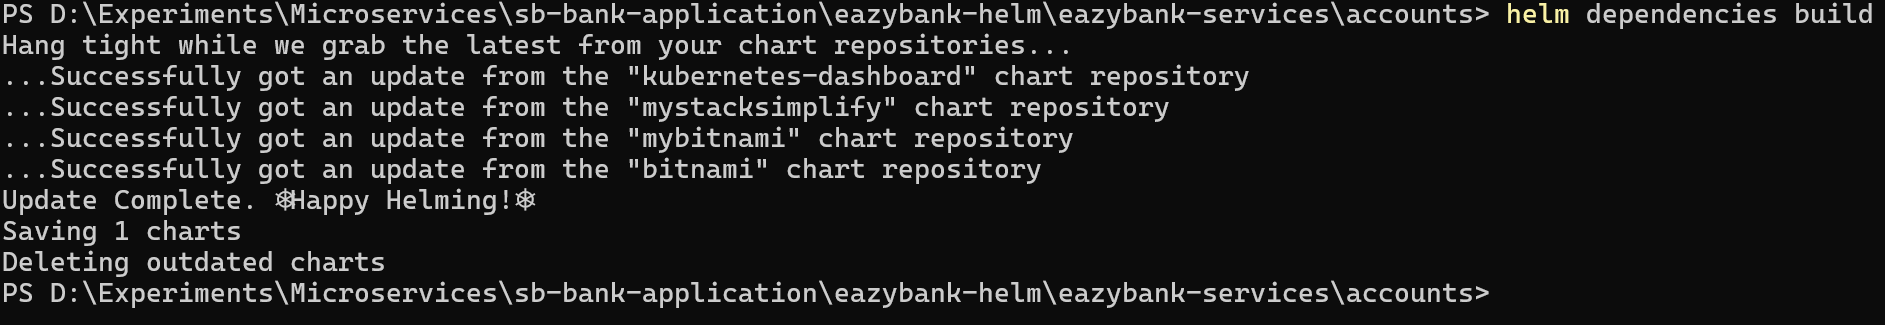 PS D:\Experiments\Microservices\sb-bank-application\eazybank-helm\eazybank-services\accounts> helm dependencies build
Hang tight while we grab the latest from your chart repositories...
...Successfully got an update from the "kubernetes-dashboard" chart repository
...Successfully got an update from the "mystacksimplify" chart repository
...Successfully got an update from the "mybitnami" chart repository
...Successfully got an update from the "bitnami" chart repository
Update Complete. ⎈Happy Helming!⎈
Saving 1 charts
Deleting outdated charts
PS D:\Experiments\Microservices\sb-bank-application\eazybank-helm\eazybank-services\accounts>